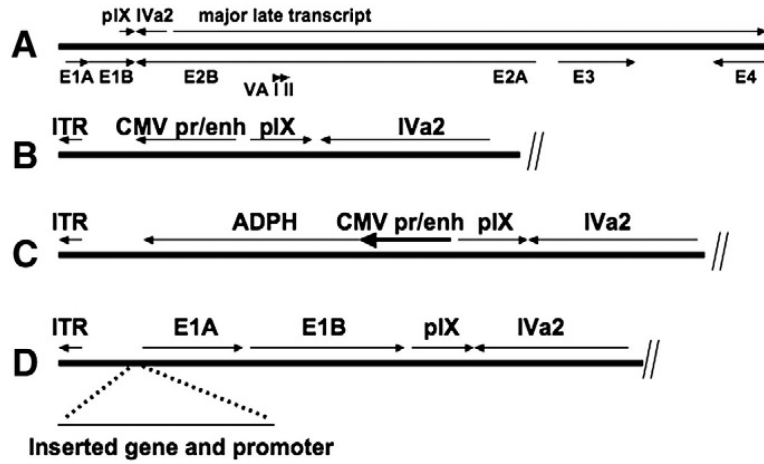 pIX IVa2 major late transcript
A
E1A E1B E2B E2A E3 E4
VA I II
ITR CMV pr/enh pIX IVa2
B
ITR ADPH CMV pr/enh pIX IVa2
C
ITR E1A E1B pIX IVa2
D
Inserted gene and promoter